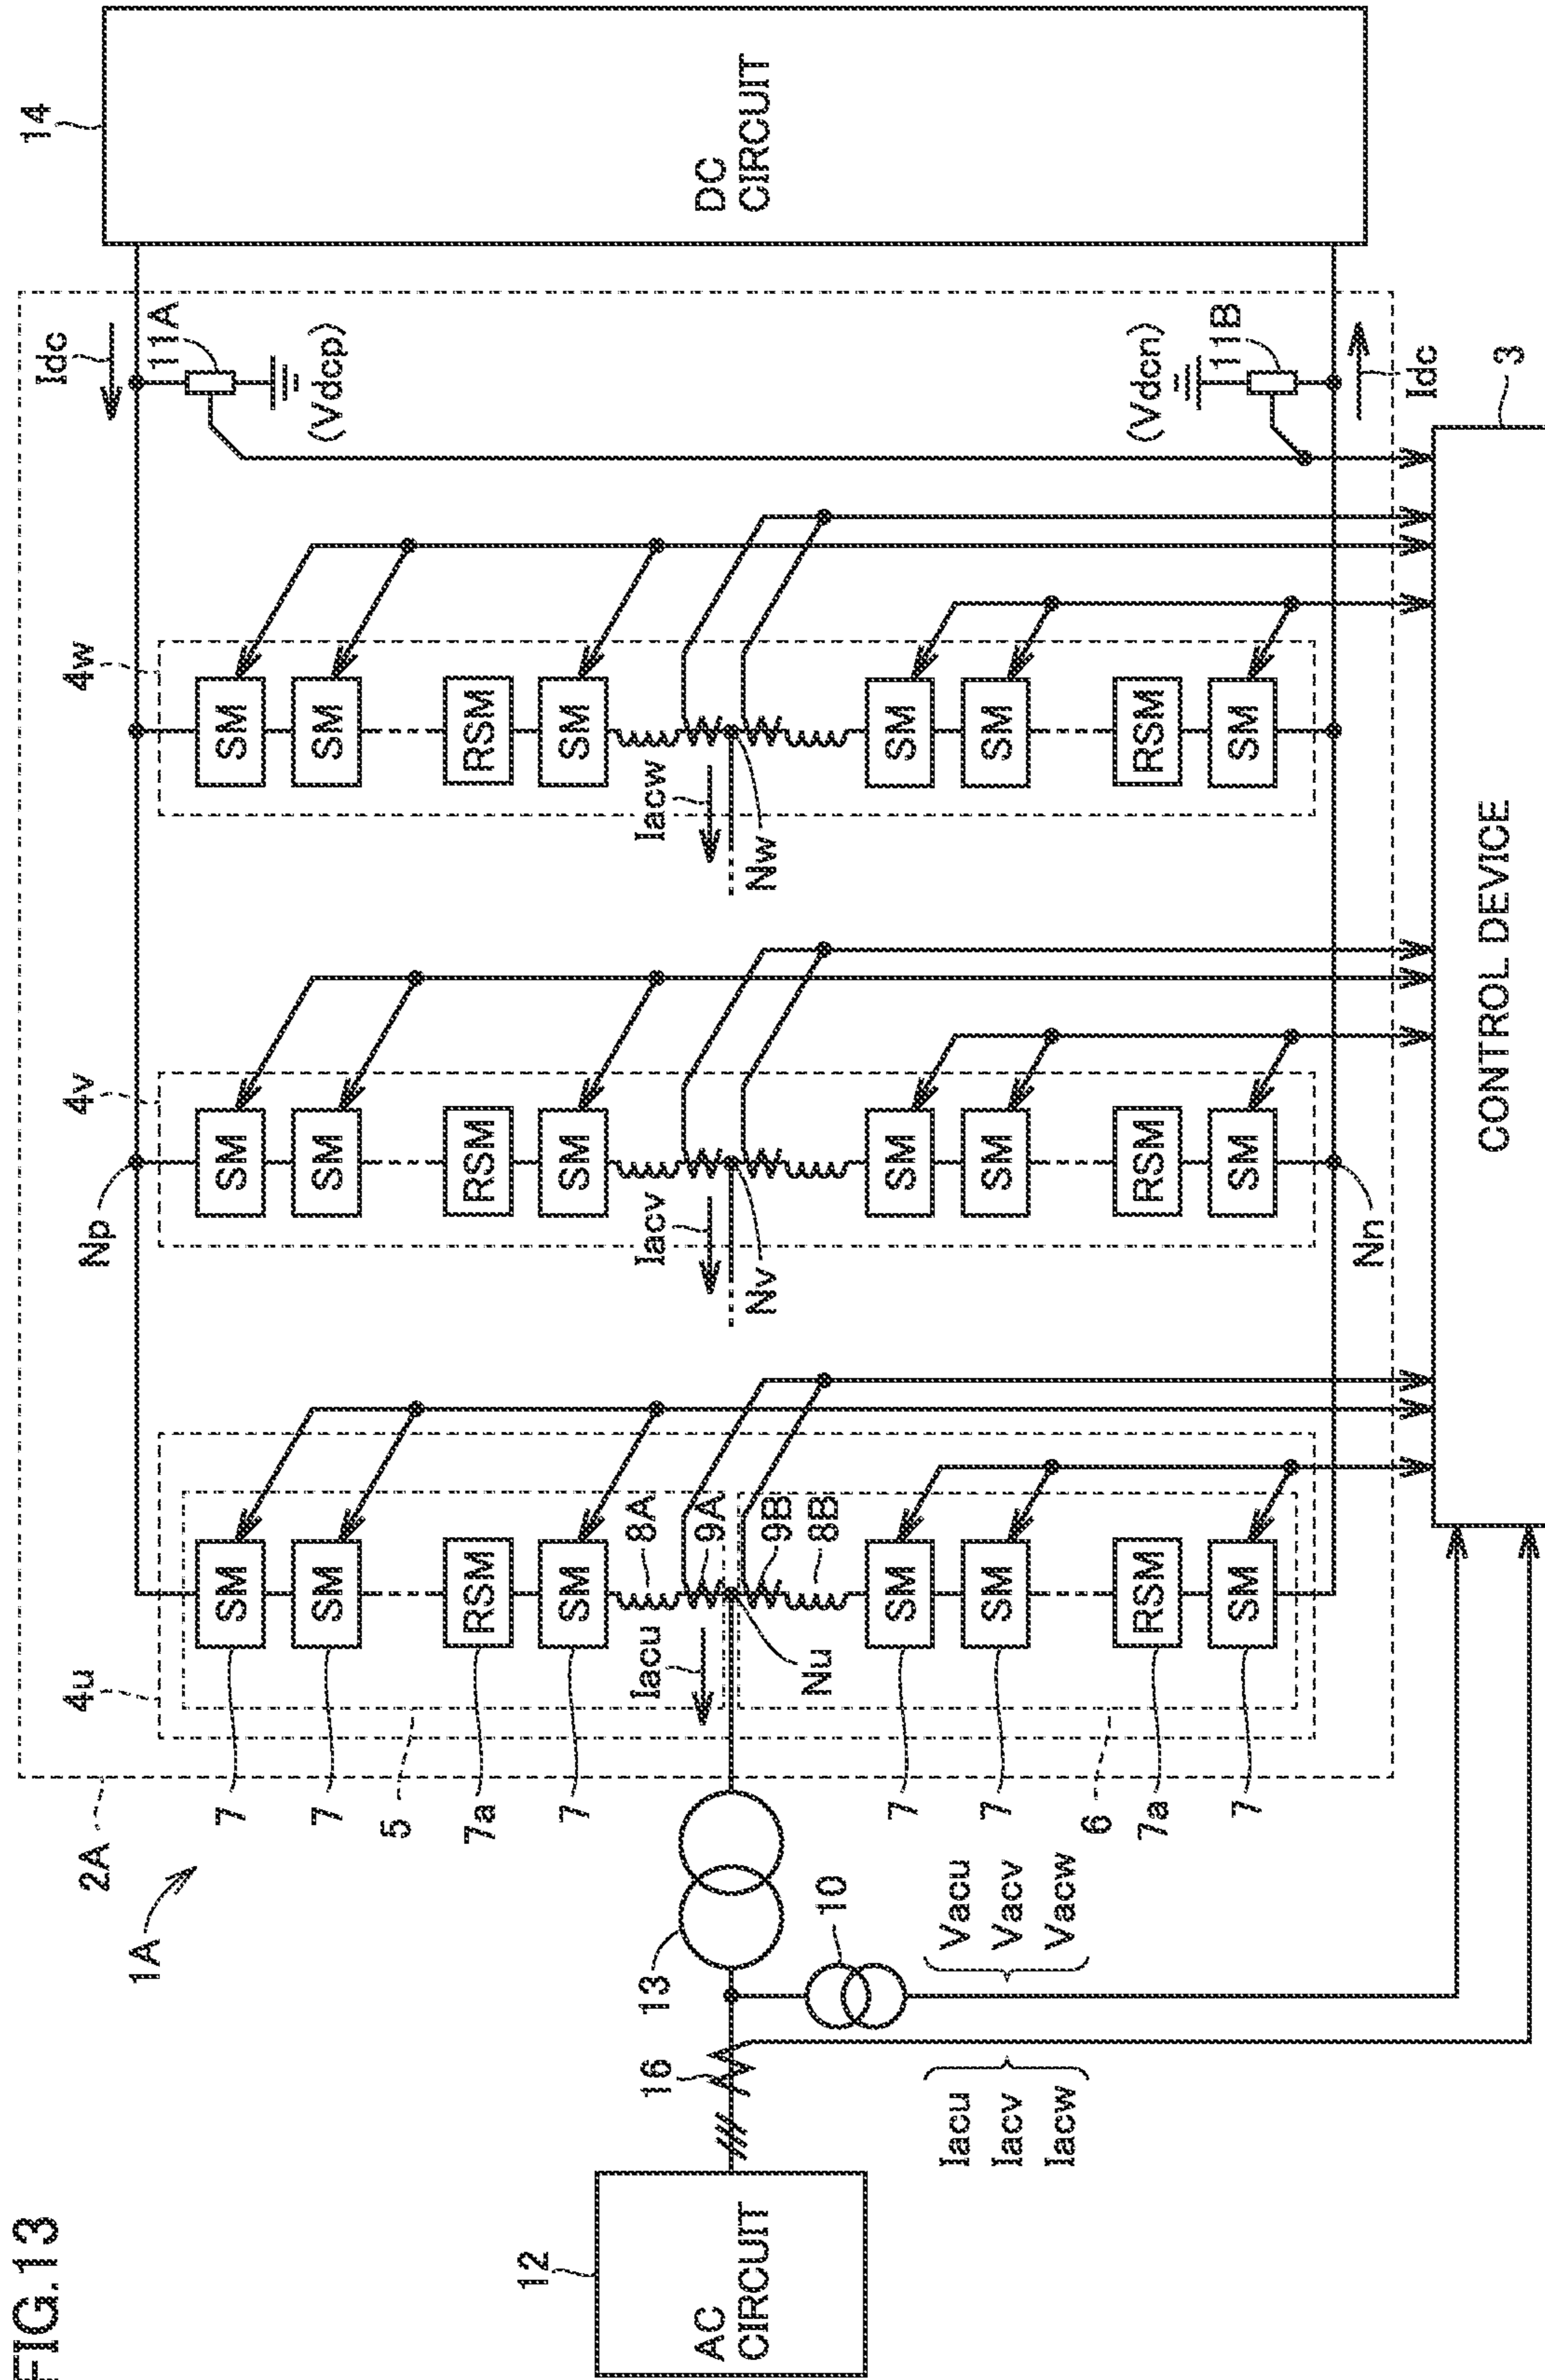 FIG.13
1A
2A
4u
4v
4w
14
Np
Idc
11A
(Vdcp)
SM
SM
RSM
SM
SM
SM
RSM
SM
SM
SM
RSM
SM
7
7
5
7a
7
8A
9A
9B
8B
Iacu
Nu
Iacv
Nv
Iacw
Nw
DC
CIRCUIT
12
AC
CIRCUIT
16
13
10
Vacu
Vacv
Vacw
Iacu
Iacv
Iacw
SM
SM
RSM
SM
SM
SM
RSM
SM
SM
SM
RSM
SM
7
7
6
7a
7
(Vdcn)
11B
Idc
Nn
3
CONTROL DEVICE